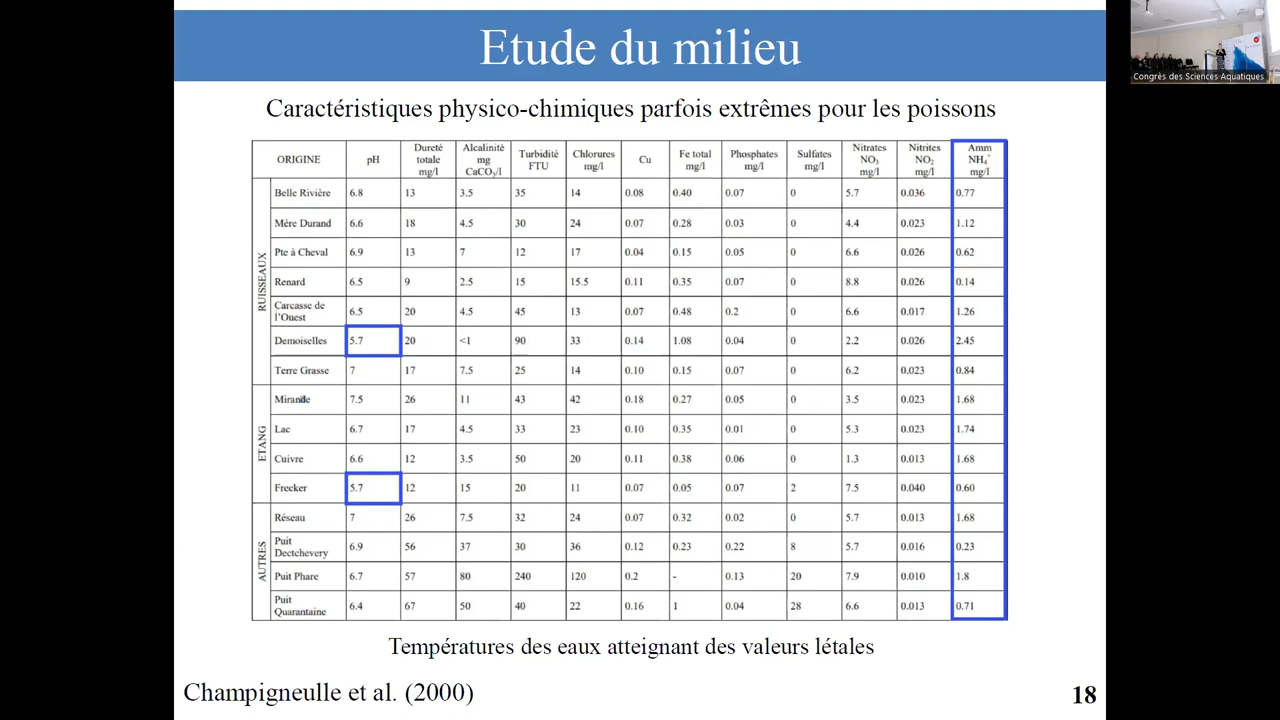 Etude du milieu
Congrès des Sciences Aquatiques
Caractéristiques physico-chimiques parfois extrêmes pour les poissons
ORIGINE pH Dureté totale mg/l Alcalinité mg CaCO3/l Turbidité FTU Chlorures mg/l Cu Fe total mg/l Phosphates mg/l Sulfates mg/l Nitrates NO3 mg/l Nitrites NO2 mg/l Amm NH4+ mg/l
RUISSEAUX
Belle Rivière 6.8 13 3.5 35 14 0.08 0.40 0.07 0 5.7 0.036 0.77
Mère Durand 6.6 18 4.5 30 24 0.07 0.28 0.03 0 4.4 0.023 1.12
Pte à Cheval 6.9 13 7 12 17 0.04 0.15 0.05 0 6.6 0.026 0.62
Renard 6.5 9 2.5 15 15.5 0.11 0.35 0.07 0 8.8 0.026 0.14
Carcasse de l'Ouest 6.5 20 4.5 45 13 0.07 0.48 0.2 0 6.6 0.017 1.26
Demoiselles 5.7 20 <1 90 33 0.14 1.08 0.04 0 2.2 0.026 2.45
Terre Grasse 7 17 7.5 25 14 0.10 0.15 0.07 0 6.2 0.023 0.84
ETANG
Mirande 7.5 26 11 43 42 0.18 0.27 0.05 0 3.5 0.023 1.68
Lac 6.7 17 4.5 33 23 0.10 0.35 0.01 0 5.3 0.023 1.74
Cuivre 6.6 12 3.5 50 20 0.11 0.38 0.06 0 1.3 0.013 1.68
Frecker 5.7 12 15 20 11 0.07 0.05 0.07 2 7.5 0.040 0.60
AUTRES
Réseau 7 26 7.5 32 24 0.07 0.32 0.02 0 5.7 0.013 1.68
Puit Dectchevery 6.9 56 37 30 36 0.12 0.23 0.22 8 5.7 0.016 0.23
Puit Phare 6.7 57 80 240 120 0.2 - 0.13 20 7.9 0.010 1.8
Puit Quarantaine 6.4 67 50 40 22 0.16 1 0.04 28 6.6 0.013 0.71
Températures des eaux atteignant des valeurs létales
Champigneulle et al. (2000)
18